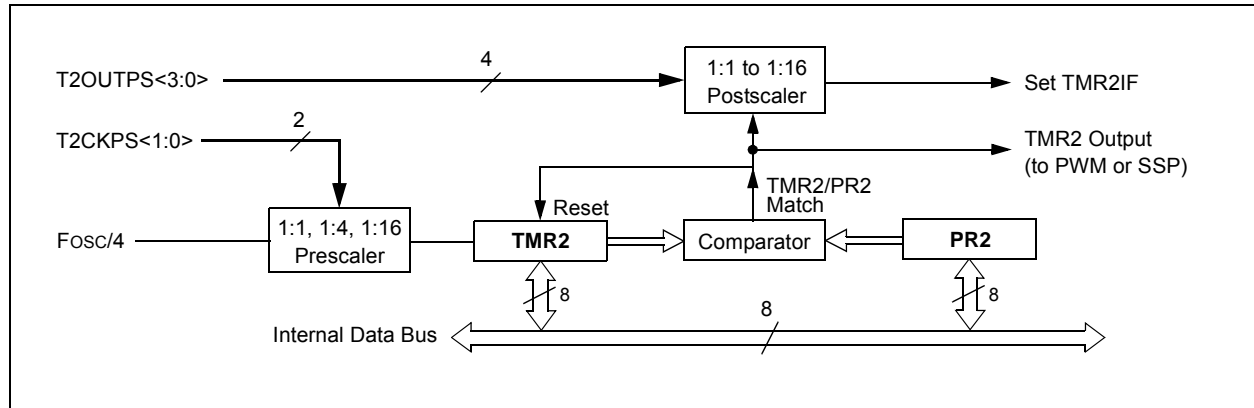 T2OUTPS<3:0>
4
1:1 to 1:16
Postscaler
Set TMR2IF
T2CKPS<1:0>
2
TMR2 Output
(to PWM or SSP)
TMR2/PR2
Match
Reset
FOSC/4
1:1, 1:4, 1:16
Prescaler
TMR2
Comparator
PR2
8
8
8
Internal Data Bus